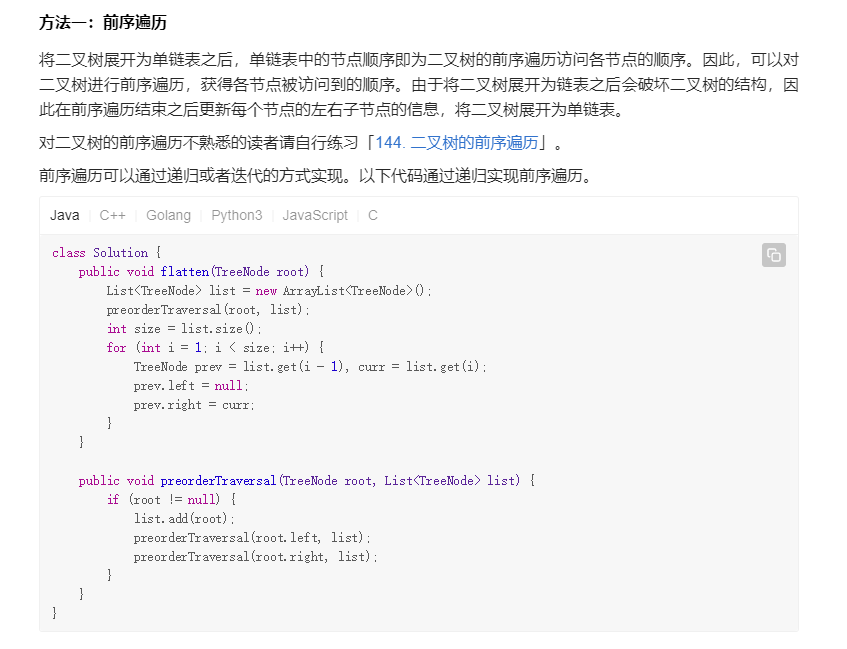 方法一：前序遍历
将二叉树展开为单链表之后，单链表中的节点顺序即为二叉树的前序遍历访问各节点的顺序。因此，可以对
二叉树进行前序遍历，获得各节点被访问到的顺序。由于将二叉树展开为链表之后会破坏二叉树的结构，因
此在前序遍历结束之后更新每个节点的左右子节点的信息，将二叉树展开为单链表。
对二叉树的前序遍历不熟悉的读者请自行练习「144. 二叉树的前序遍历」。
前序遍历可以通过递归或者迭代的方式实现。以下代码通过递归实现前序遍历。
Java C++ Golang Python3 JavaScript C
class Solution {
    public void flatten(TreeNode root) {
        List<TreeNode> list = new ArrayList<TreeNode>();
        preorderTraversal(root, list);
        int size = list.size();
        for (int i = 1; i < size; i++) {
            TreeNode prev = list.get(i - 1), curr = list.get(i);
            prev.left = null;
            prev.right = curr;
        }
    }
    public void preorderTraversal(TreeNode root, List<TreeNode> list) {
        if (root != null) {
            list.add(root);
            preorderTraversal(root.left, list);
            preorderTraversal(root.right, list);
        }
    }
}